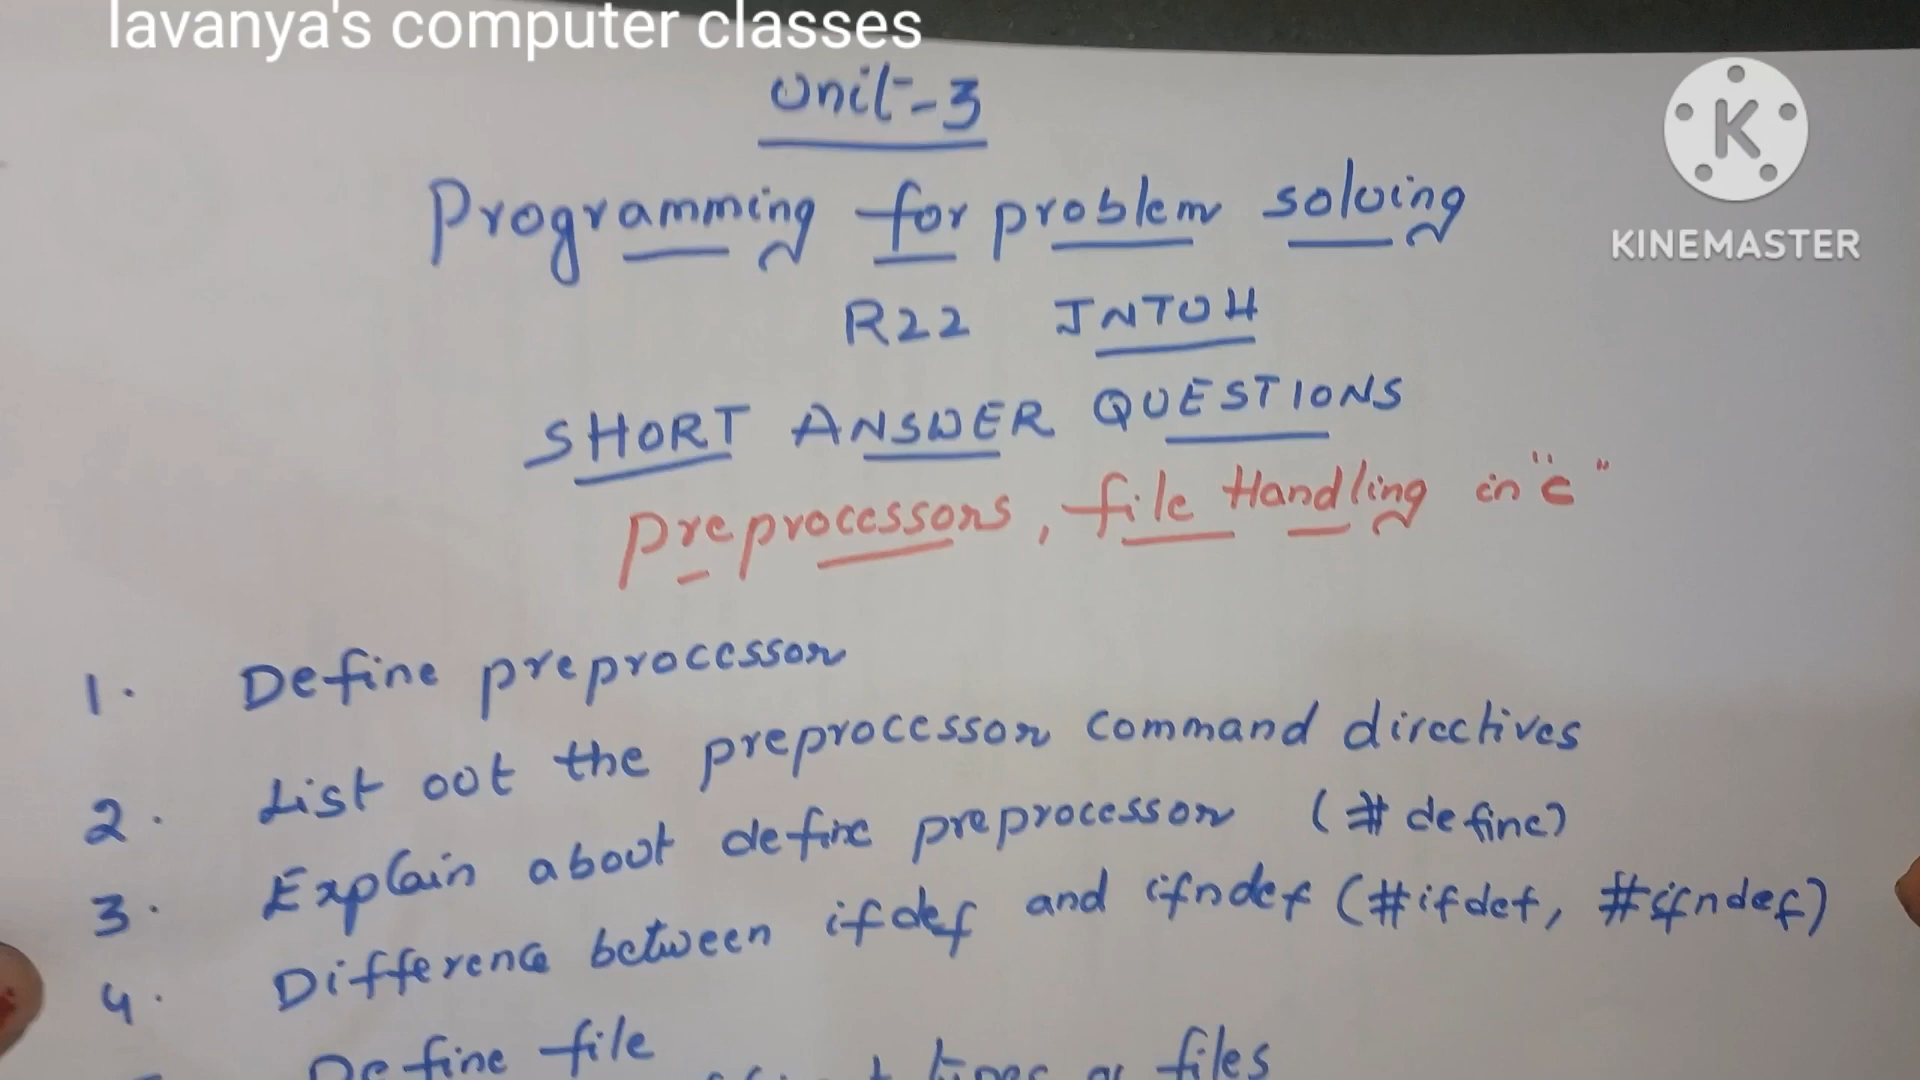 lavanya's computer classes
Unit-3
Programming for problem solving
R22 JNTUH
SHORT ANSWER QUESTIONS
KINEMASTER
preprocessors, file Handling in "c"
1. Define preprocessor
2. List out the preprocessor command directives
3. Explain about define preprocessor (#define)
4. Difference between ifdef and ifndef (#ifdef, #ifndef)
Define file
types of files